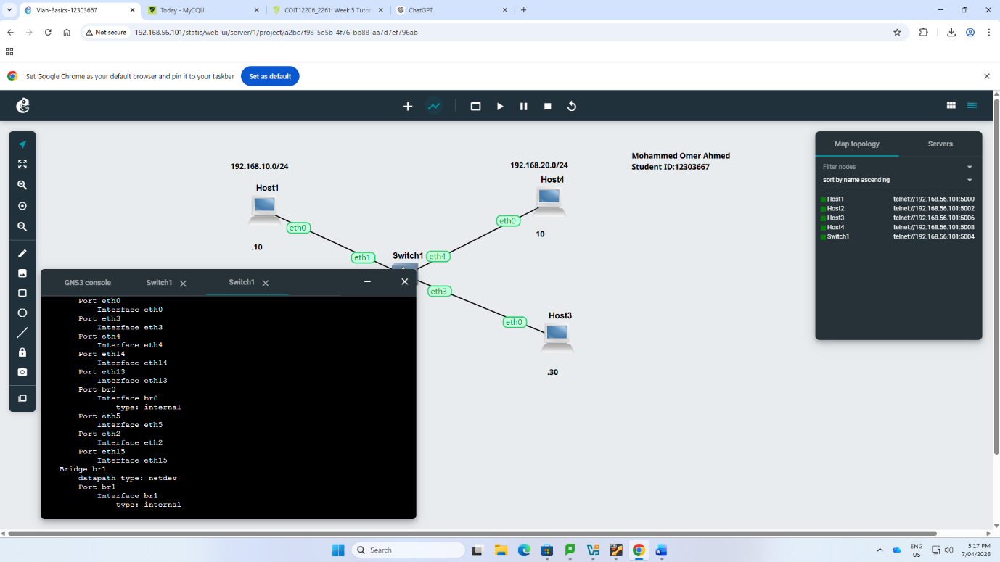 Vlan-Basics-12303667
Today - MyCQU
COIT12206_2261: Week 5 Tutor
ChatGPT
Not secure
192.168.56.101/static/web-ui/server/1/project/a2bc7f98-5e5b-4f76-bb88-aa7d7ef796ab
Set Google Chrome as your default browser and pin it to your taskbar
Set as default
192.168.10.0/24
Host1
eth0
.10
eth1
Switch1
eth4
eth3
192.168.20.0/24
Host4
eth0
10
Host3
eth0
.30
Mohammed Omer Ahmed
Student ID:12303667
Map topology
Servers
Filter nodes
sort by name ascending
Host1 telnet://192.168.56.101:5000
Host2 telnet://192.168.56.101:5002
Host3 telnet://192.168.56.101:5006
Host4 telnet://192.168.56.101:5008
Switch1 telnet://192.168.56.101:5004
GNS3 console
Switch1
Switch1
Port eth0
Interface eth0
Port eth3
Interface eth3
Port eth4
Interface eth4
Port eth14
Interface eth14
Port eth13
Interface eth13
Port br0
Interface br0
type: internal
Port eth5
Interface eth5
Port eth2
Interface eth2
Port eth15
Interface eth15
Bridge br1
datapath_type: netdev
Port br1
Interface br1
type: internal
Search
ENG
US
5:17 PM
7/04/2026